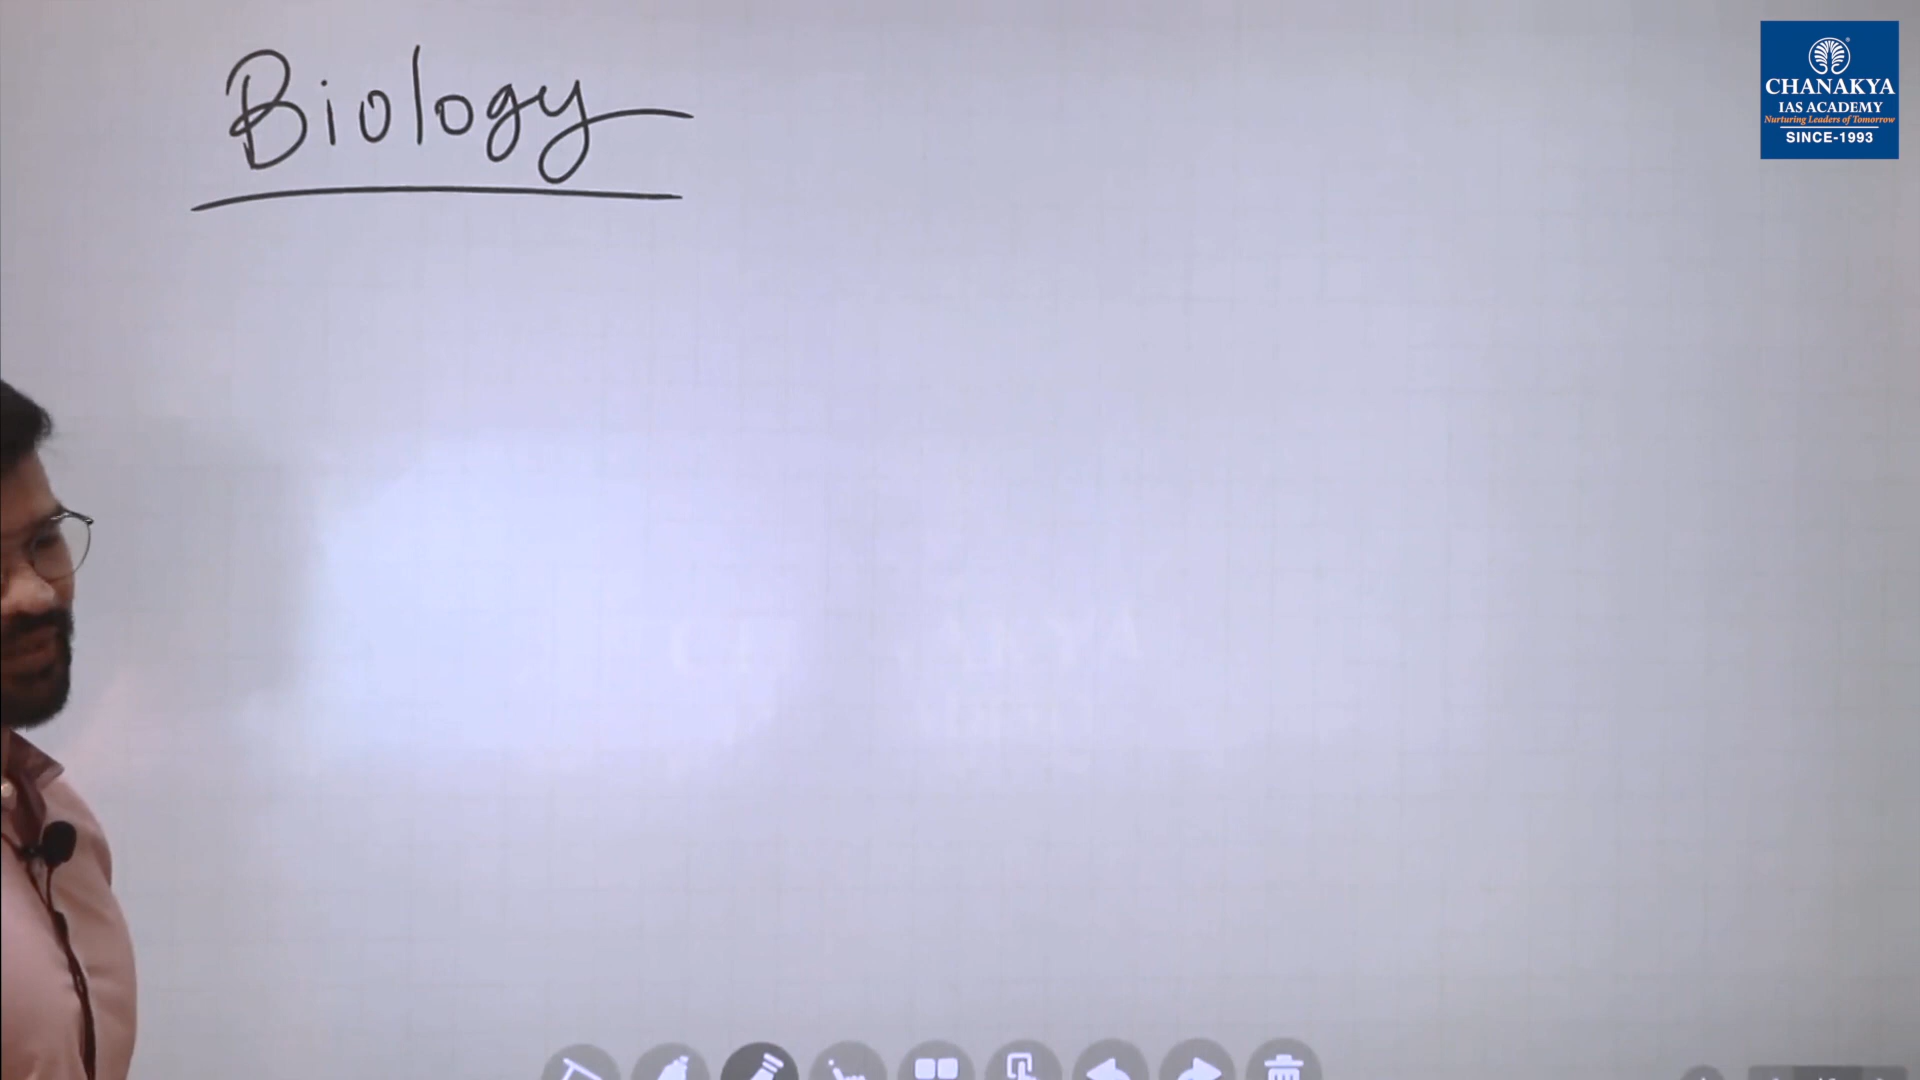 Biology
CHANAKYA
IAS ACADEMY
Nurturing Leaders of Tomorrow
SINCE-1993